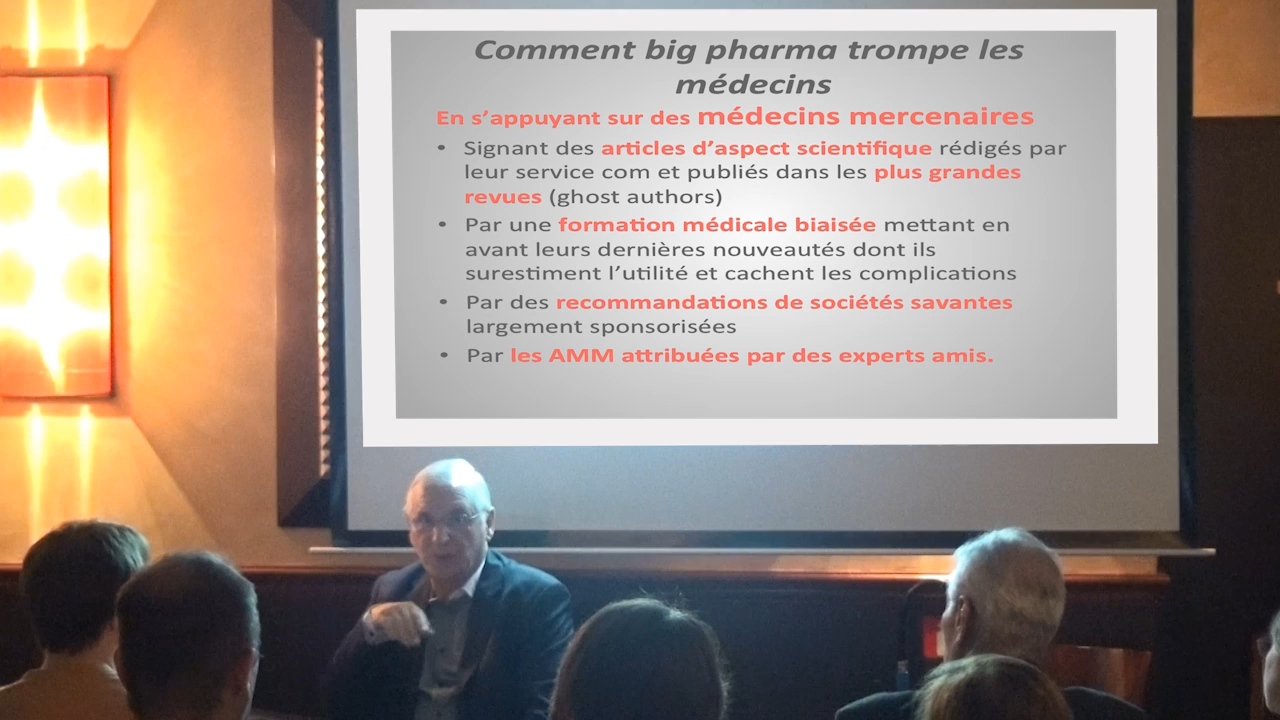 Comment big pharma trompe les
médecins
En s’appuyant sur des médecins mercenaires
• Signant des articles d’aspect scientifique rédigés par
leur service com et publiés dans les plus grandes
revues (ghost authors)
• Par une formation médicale biaisée mettant en
avant leurs dernières nouveautés dont ils
surestiment l’utilité et cachent les complications
• Par des recommandations de sociétés savantes
largement sponsorisées
• Par les AMM attribuées par des experts amis.